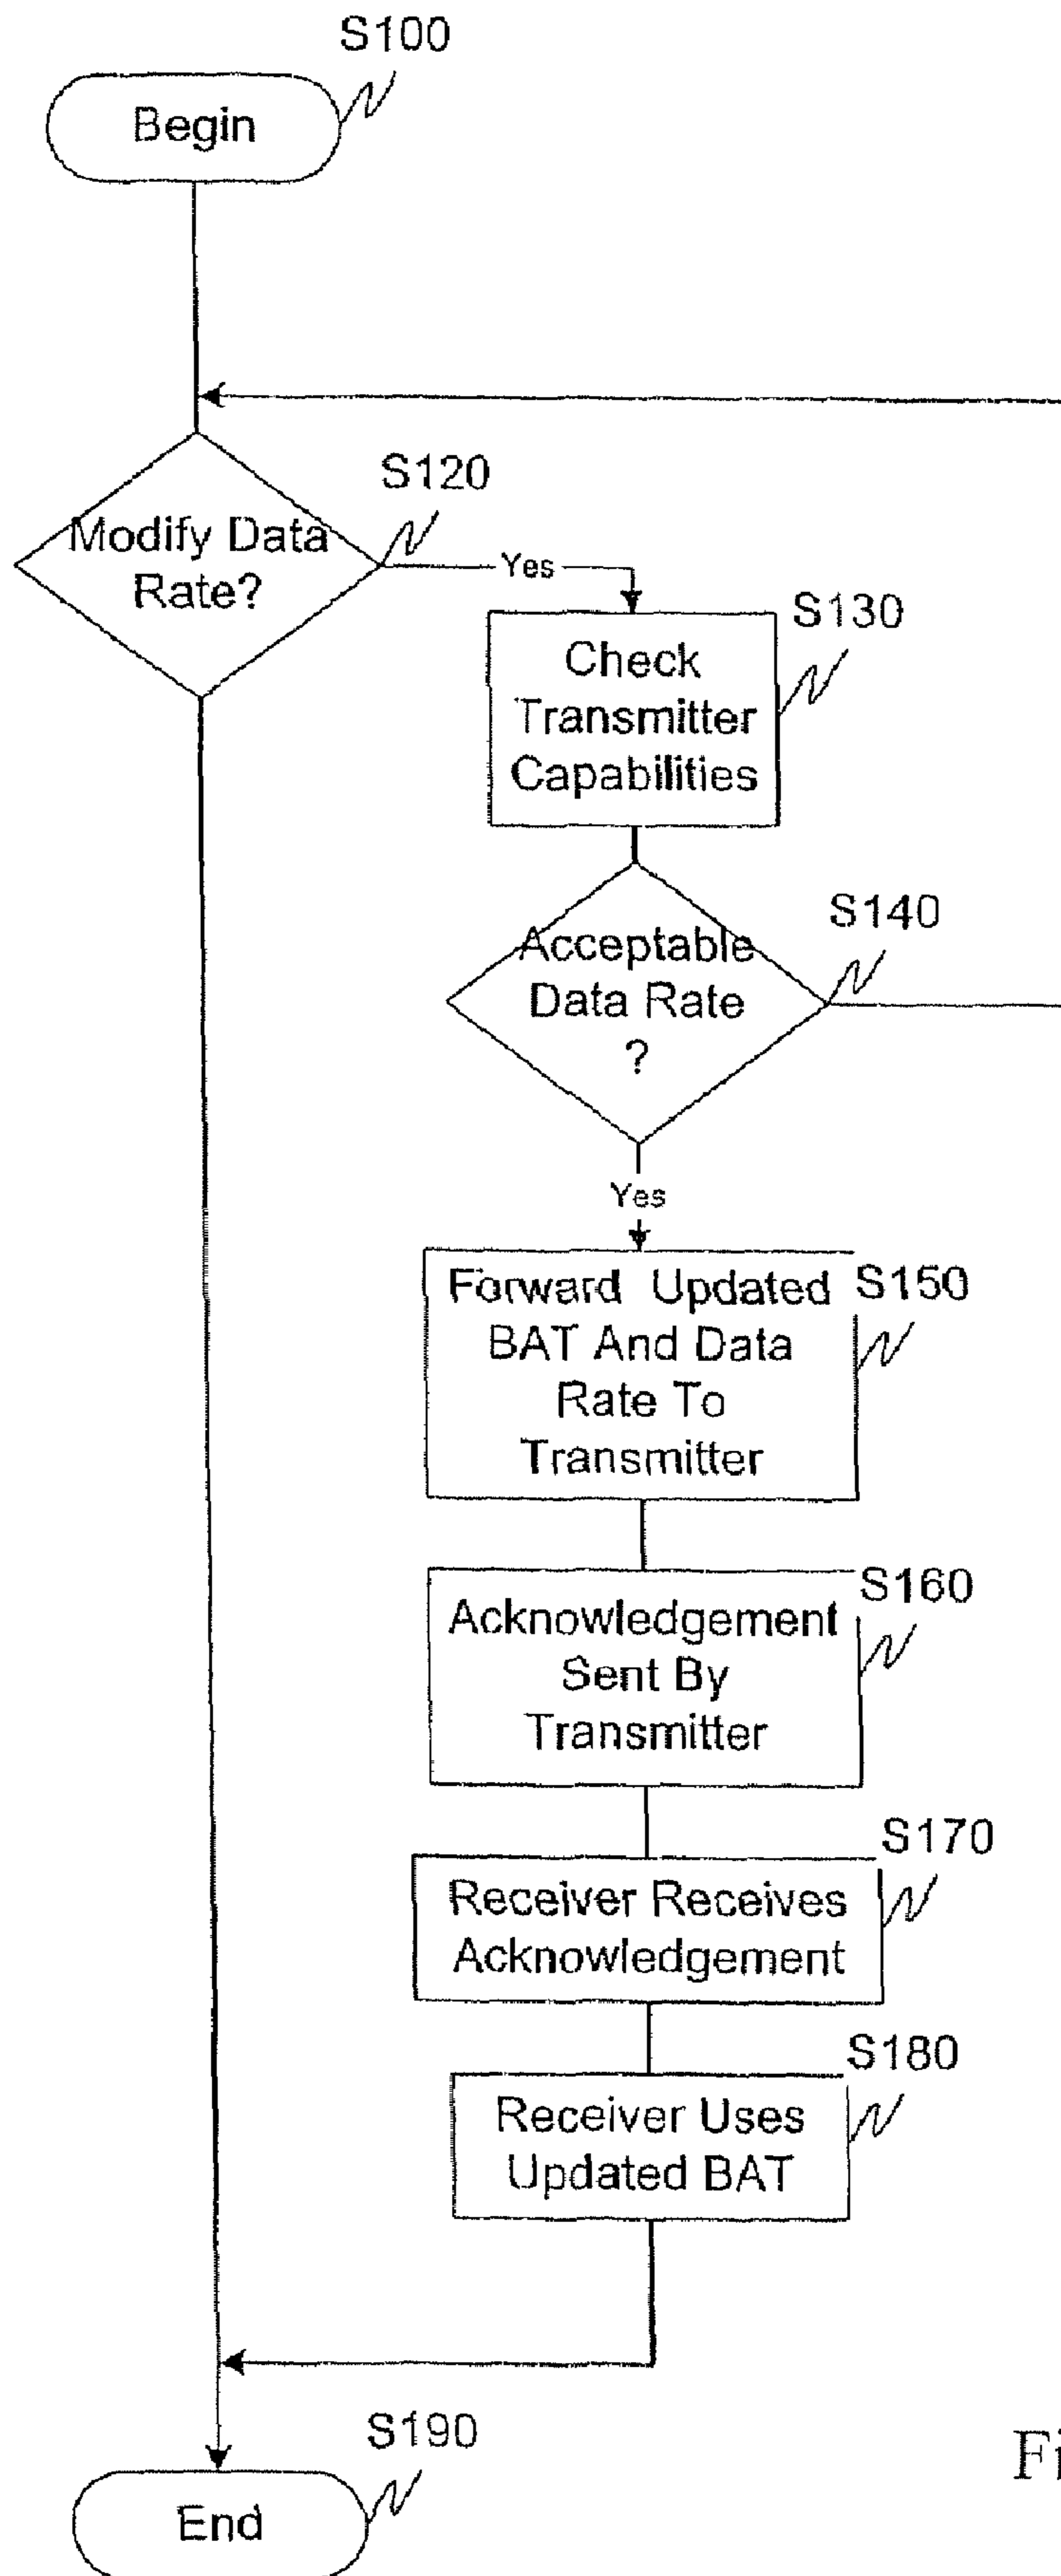 S100
Begin
S120
Modify Data
Rate?
Yes
S130
Check
Transmitter
Capabilities
S140
Acceptable
Data Rate
?
Yes
S150
Forward Updated
BAT And Data
Rate To
Transmitter
S160
Acknowledgement
Sent By
Transmitter
S170
Receiver Receives
Acknowledgement
S180
Receiver Uses
Updated BAT
S190
End